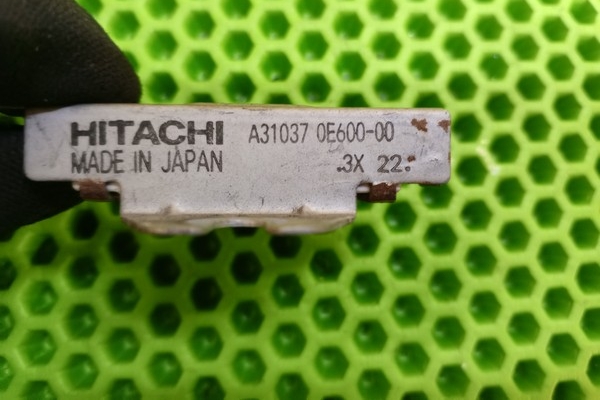 HITACHI A31037 0E600-00
MADE IN JAPAN .3X 22: